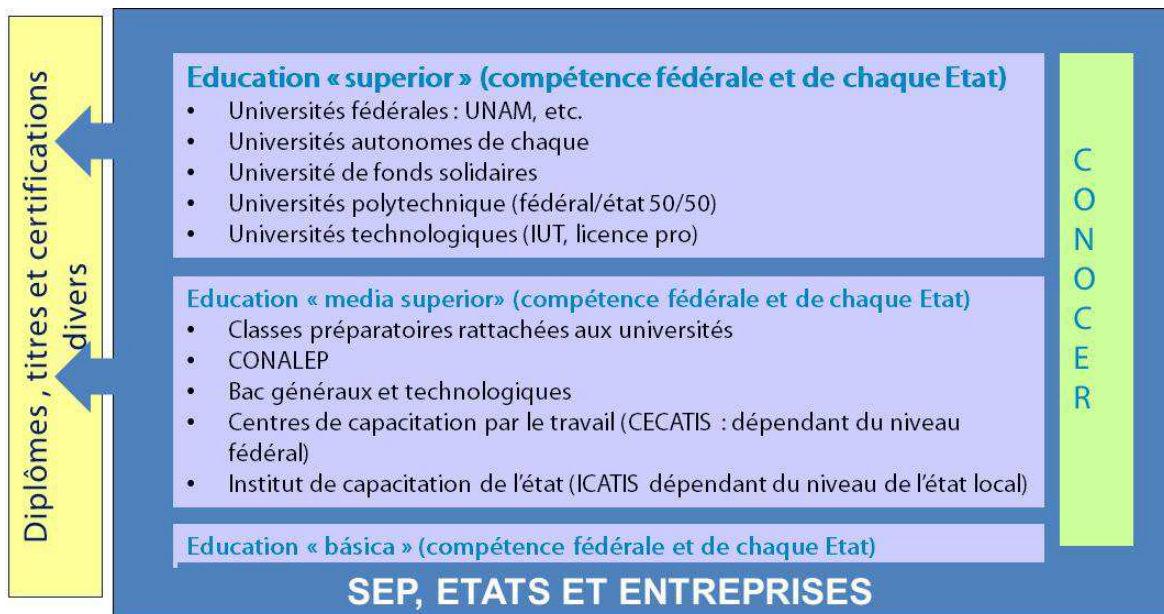 Diplômes , titres et certifications
divers
Education « superior » (compétence fédérale et de chaque Etat)
• Universités fédérales : UNAM, etc.
• Universités autonomes de chaque
• Université de fonds solidaires
• Universités polytechnique (fédéral/état 50/50)
• Universités technologiques (IUT, licence pro)
Education « media superior» (compétence fédérale et de chaque Etat)
• Classes préparatoires rattachées aux universités
• CONALEP
• Bac généraux et technologiques
• Centres de capacitation par le travail (CECATIS : dépendant du niveau
fédéral)
• Institut de capacitation de l’état (ICATIS dépendant du niveau de l’état local)
Education « básica » (compétence fédérale et de chaque Etat)
SEP, ETATS ET ENTREPRISES
C
O
N
O
C
E
R